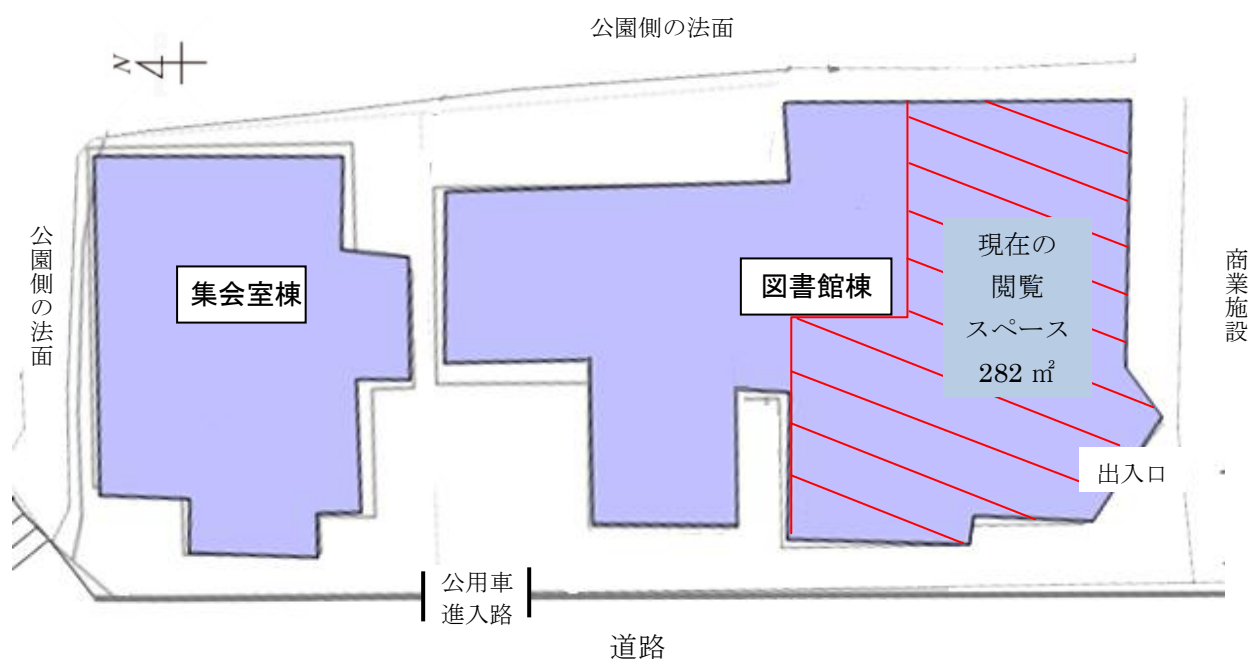 公園側の法面
N
公園側の法面
集会室棟
図書館棟
現在の
閲覧
スペース
282 ㎡
商業施設
出入口
公用車
進入路
道路